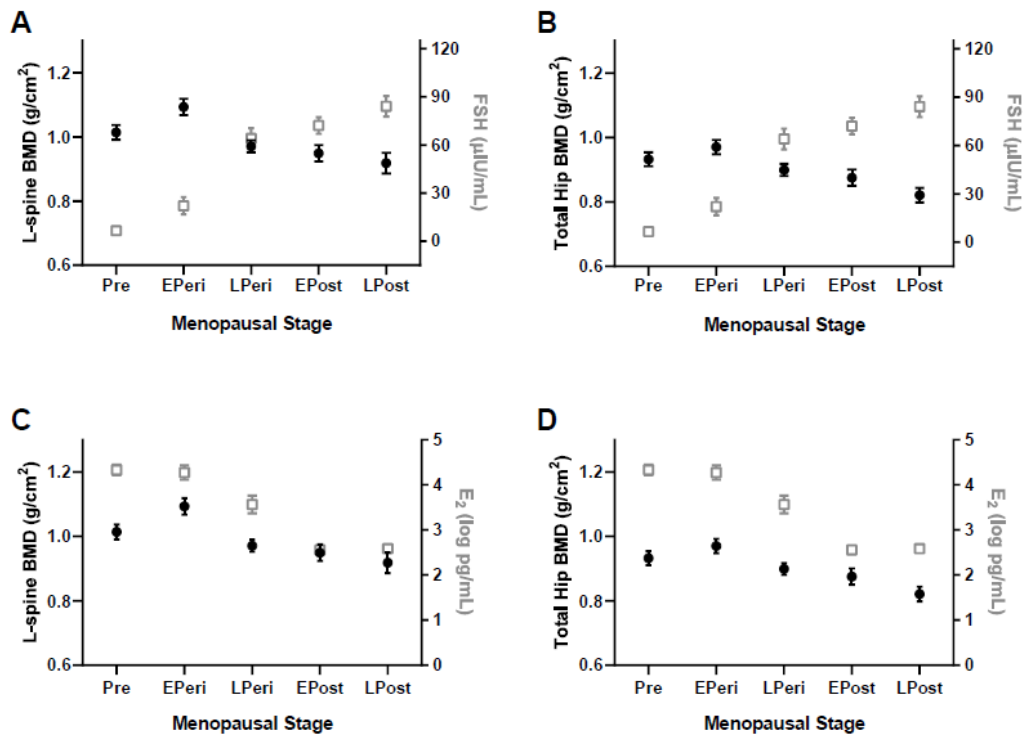 A
L-spine BMD (g/cm²)
1.2
1.0
0.8
0.6
120
90
60
30
0
FSH (µIU/mL)
Pre EPeri LPeri EPost LPost
Menopausal Stage
B
Total Hip BMD (g/cm²)
1.2
1.0
0.8
0.6
120
90
60
30
0
FSH (µIU/mL)
Pre EPeri LPeri EPost LPost
Menopausal Stage
C
L-spine BMD (g/cm²)
1.2
1.0
0.8
0.6
5
4
3
2
1
0
E₂ (log pg/mL)
Pre EPeri LPeri EPost LPost
Menopausal Stage
D
Total Hip BMD (g/cm²)
1.2
1.0
0.8
0.6
5
4
3
2
1
0
E₂ (log pg/mL)
Pre EPeri LPeri EPost LPost
Menopausal Stage